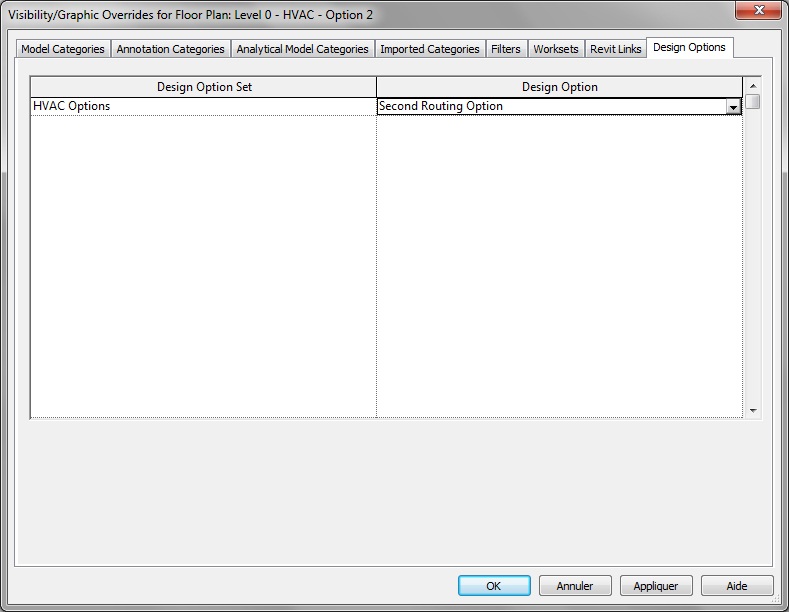 Visibility/Graphic Overrides for Floor Plan: Level 0 - HVAC - Option 2
Model Categories Annotation Categories Analytical Model Categories Imported Categories Filters Worksets Revit Links Design Options
Design Option Set Design Option
HVAC Options Second Routing Option
OK Annuler Appliquer Aide